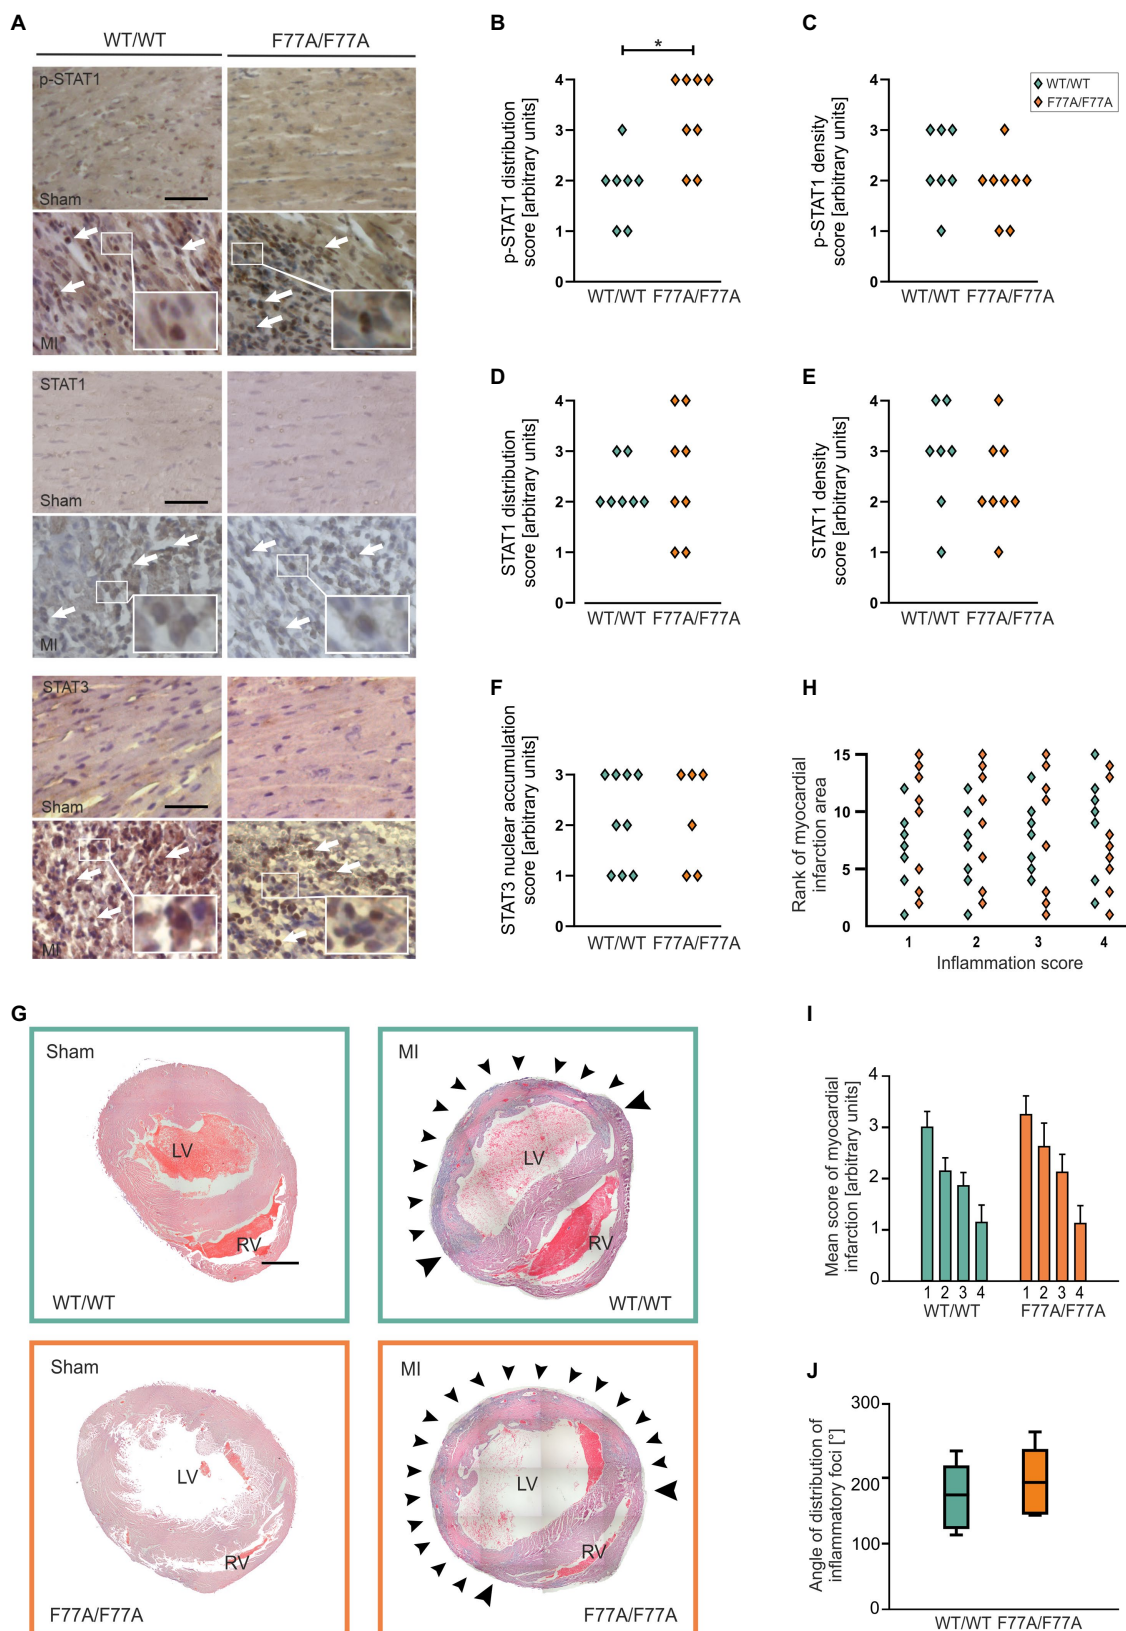 A
WT/WT
F77A/F77A
p-STAT1
Sham
MI
STAT1
Sham
MI
STAT3
Sham
MI
B
*
p-STAT1 distribution
score [arbitrary units]
4
3
2
1
0
WT/WT F77A/F77A
C
p-STAT1 density
score [arbitrary units]
4
3
2
1
0
WT/WT F77A/F77A
WT/WT
F77A/F77A
D
STAT1 distribution
score [arbitrary units]
4
3
2
1
0
WT/WT F77A/F77A
E
STAT1 density
score [arbitrary units]
4
3
2
1
0
WT/WT F77A/F77A
F
STAT3 nuclear accumulation
score [arbitrary units]
3
2
1
0
WT/WT F77A/F77A
H
Rank of myocardial
infarction area
15
10
5
0
1 2 3 4
Inflammation score
G
Sham
LV
RV
WT/WT
MI
LV
RV
WT/WT
Sham
LV
RV
F77A/F77A
MI
LV
RV
F77A/F77A
I
Mean score of myocardial
infarction [arbitrary units]
4
3
2
1
0
1 2 3 4 1 2 3 4
WT/WT F77A/F77A
J
Angle of distribution of
inflammatory foci [°]
300
200
100
0
WT/WT F77A/F77A